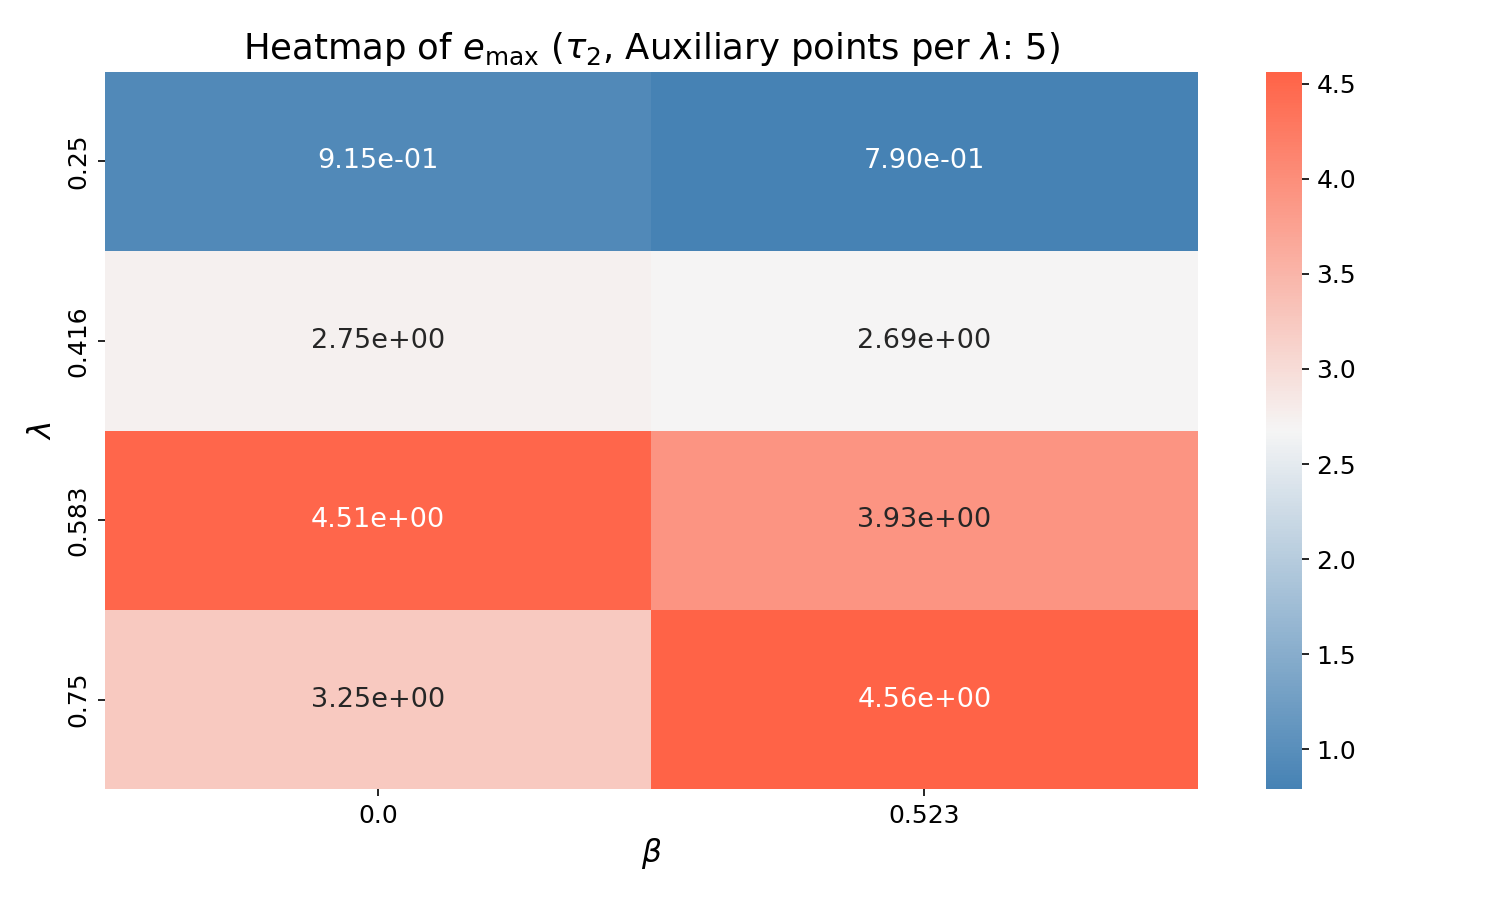 Heatmap of e_max (τ_2, Auxiliary points per λ: 5)
λ
0.25
9.15e-01
7.90e-01
0.416
2.75e+00
2.69e+00
0.583
4.51e+00
3.93e+00
0.75
3.25e+00
4.56e+00
0.0
0.523
β
4.5
4.0
3.5
3.0
2.5
2.0
1.5
1.0